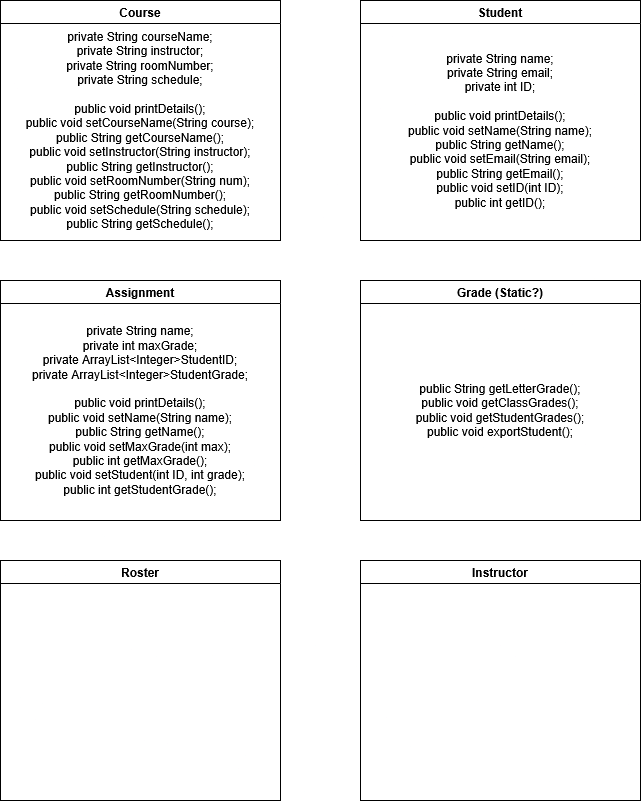 Course
private String courseName;
private String instructor;
private String roomNumber;
private String schedule;
public void printDetails();
public void setCourseName(String course);
public String getCourseName();
public void setInstructor(String instructor);
public String getInstructor();
public void setRoomNumber(String num);
public String getRoomNumber();
public void setSchedule(String schedule);
public String getSchedule();
Student
private String name;
private String email;
private int ID;
public void printDetails();
public void setName(String name);
public String getName();
public void setEmail(String email);
public String getEmail();
public void setID(int ID);
public int getID();
Assignment
private String name;
private int maxGrade;
private ArrayList<Integer>StudentID;
private ArrayList<Integer>StudentGrade;
public void printDetails();
public void setName(String name);
public String getName();
public void setMaxGrade(int max);
public int getMaxGrade();
public void setStudent(int ID, int grade);
public int getStudentGrade();
Grade (Static?)
public String getLetterGrade();
public void getClassGrades();
public void getStudentGrades();
public void exportStudent();
Roster
Instructor